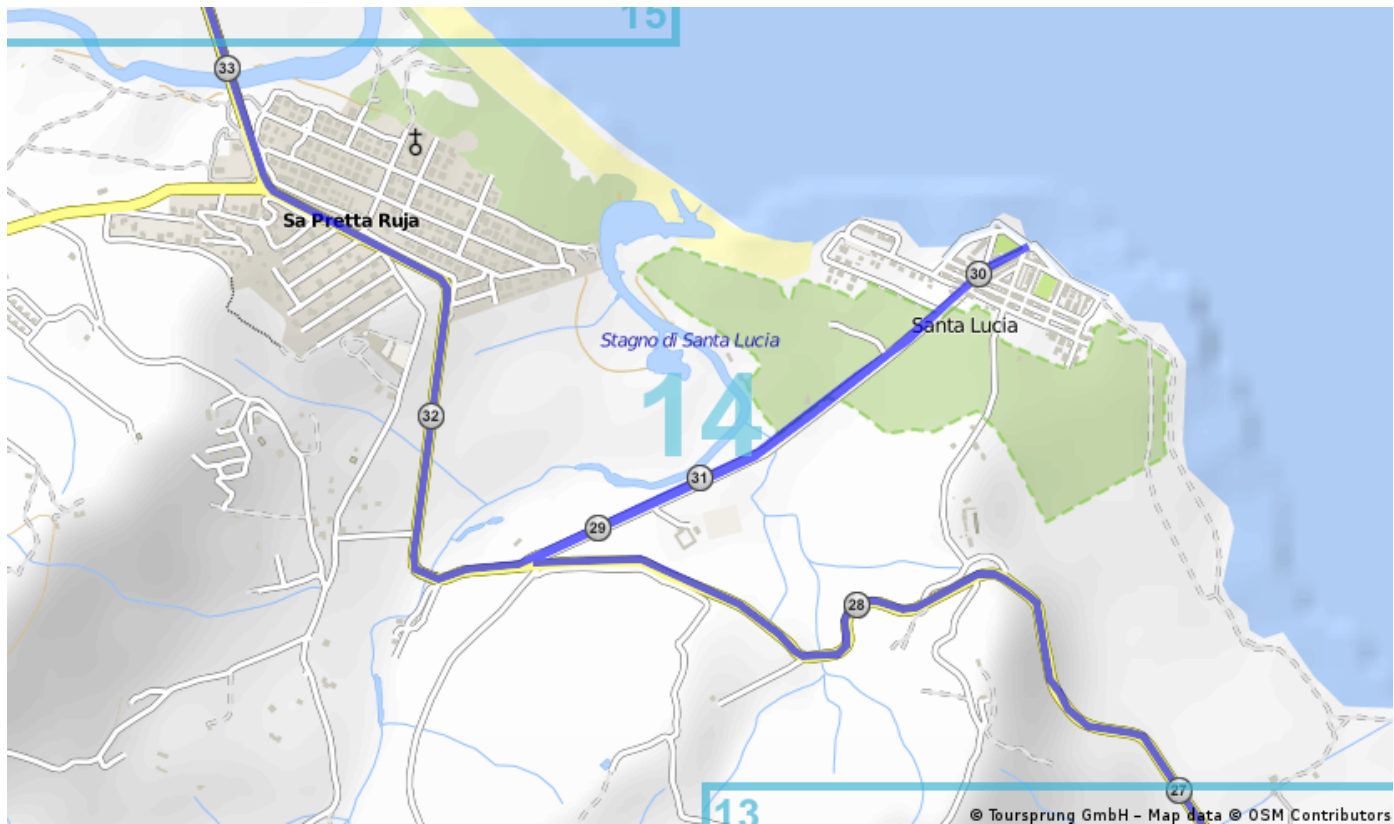 15
33
Sa Pretta Ruja
30
Santa Lucia
Stagno di Santa Lucia
14
32
31
29
28
27
13
© Toursprung GmbH – Map data © OSM Contributors